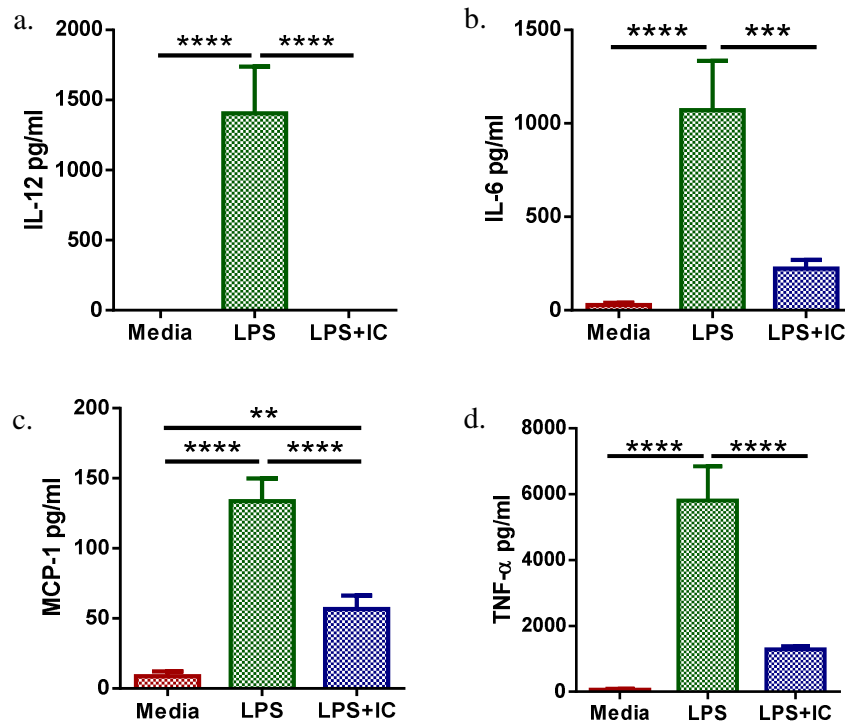 a.
2000
1500
1000
500
0
IL-12 pg/ml
**** ****
Media LPS LPS+IC
b.
1500
1000
500
0
IL-6 pg/ml
**** ***
Media LPS LPS+IC
c.
200
150
100
50
0
MCP-1 pg/ml
**
**** ****
Media LPS LPS+IC
d.
8000
6000
4000
2000
0
TNF-α pg/ml
**** ****
Media LPS LPS+IC